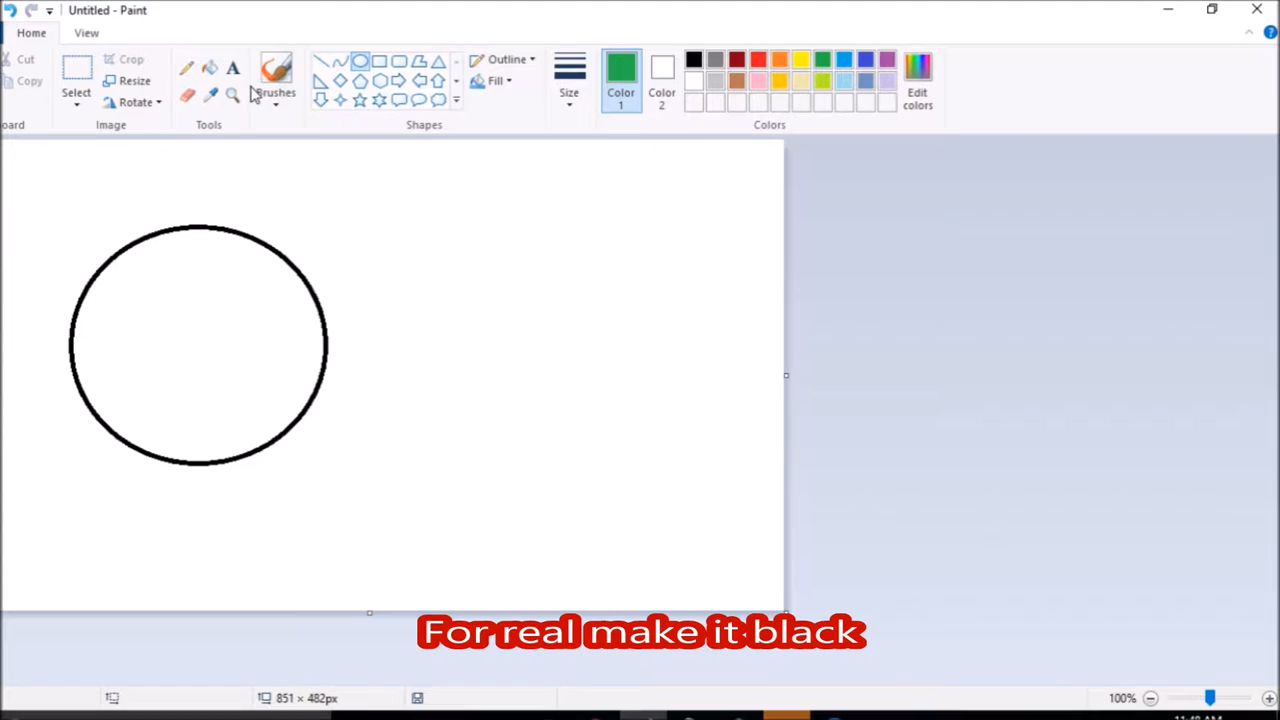 Untitled - Paint
Home View
Cut
Copy
oard
Select
Crop
Resize
Rotate
Image
Tools
Brushes
Shapes
Outline
Fill
Size
Color 1
Color 2
Edit colors
Colors
For real make it black
851 × 482px
100%